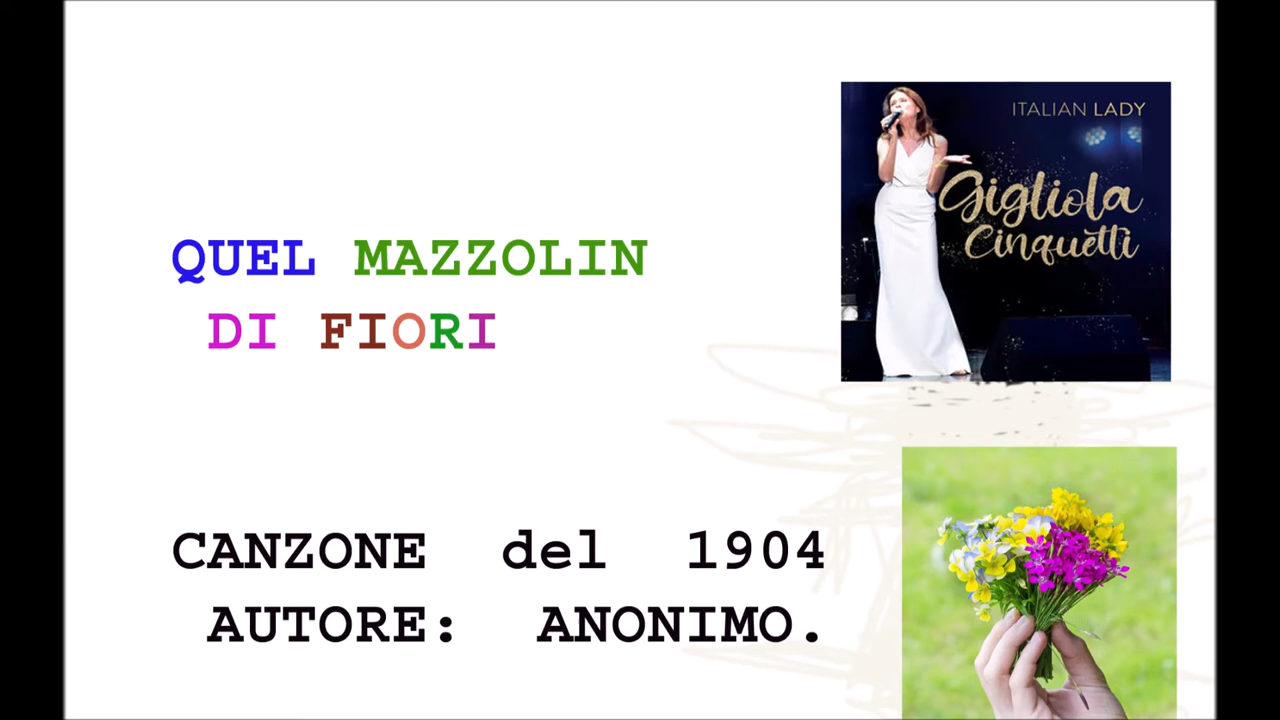 ITALIAN LADY
Gigliola
Cinquetti
QUEL MAZZOLIN
DI FIORI
CANZONE del 1904
AUTORE: ANONIMO.